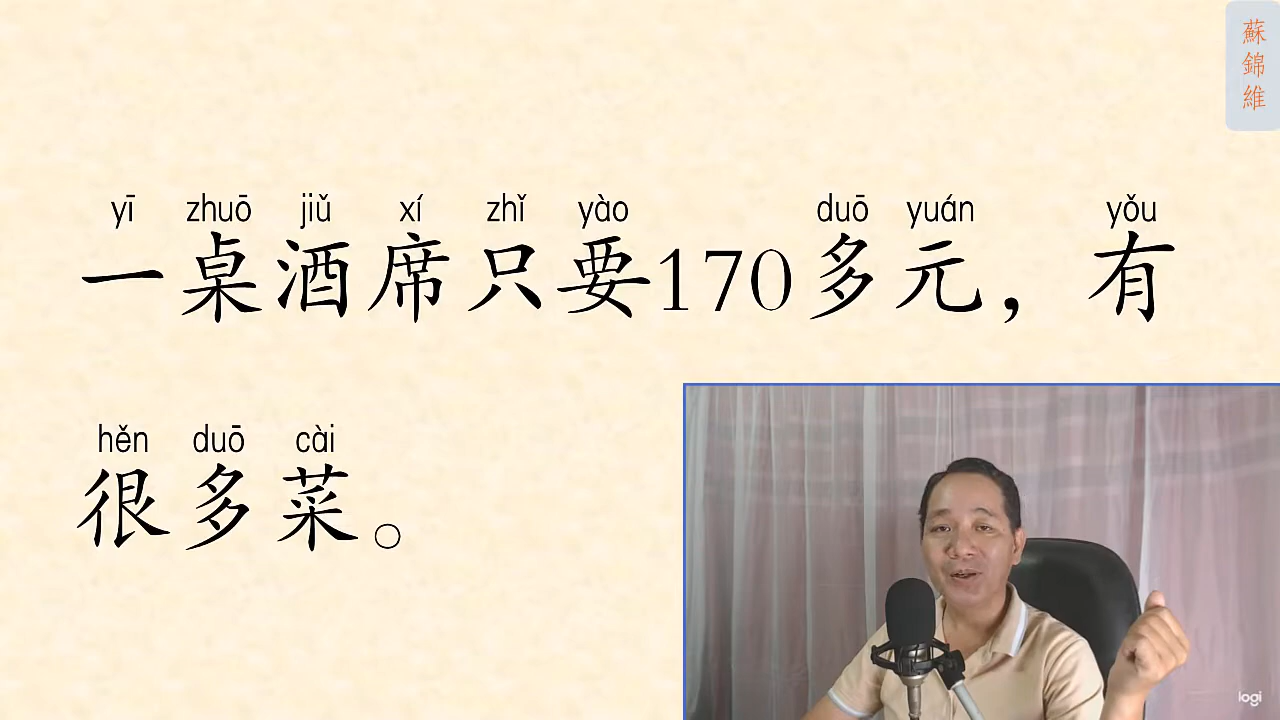 蘇錦維
yī zhuō jiǔ xí zhǐ yào duō yuán yǒu
一桌酒席只要170多元，有
hěn duō cài
很多菜。
logi